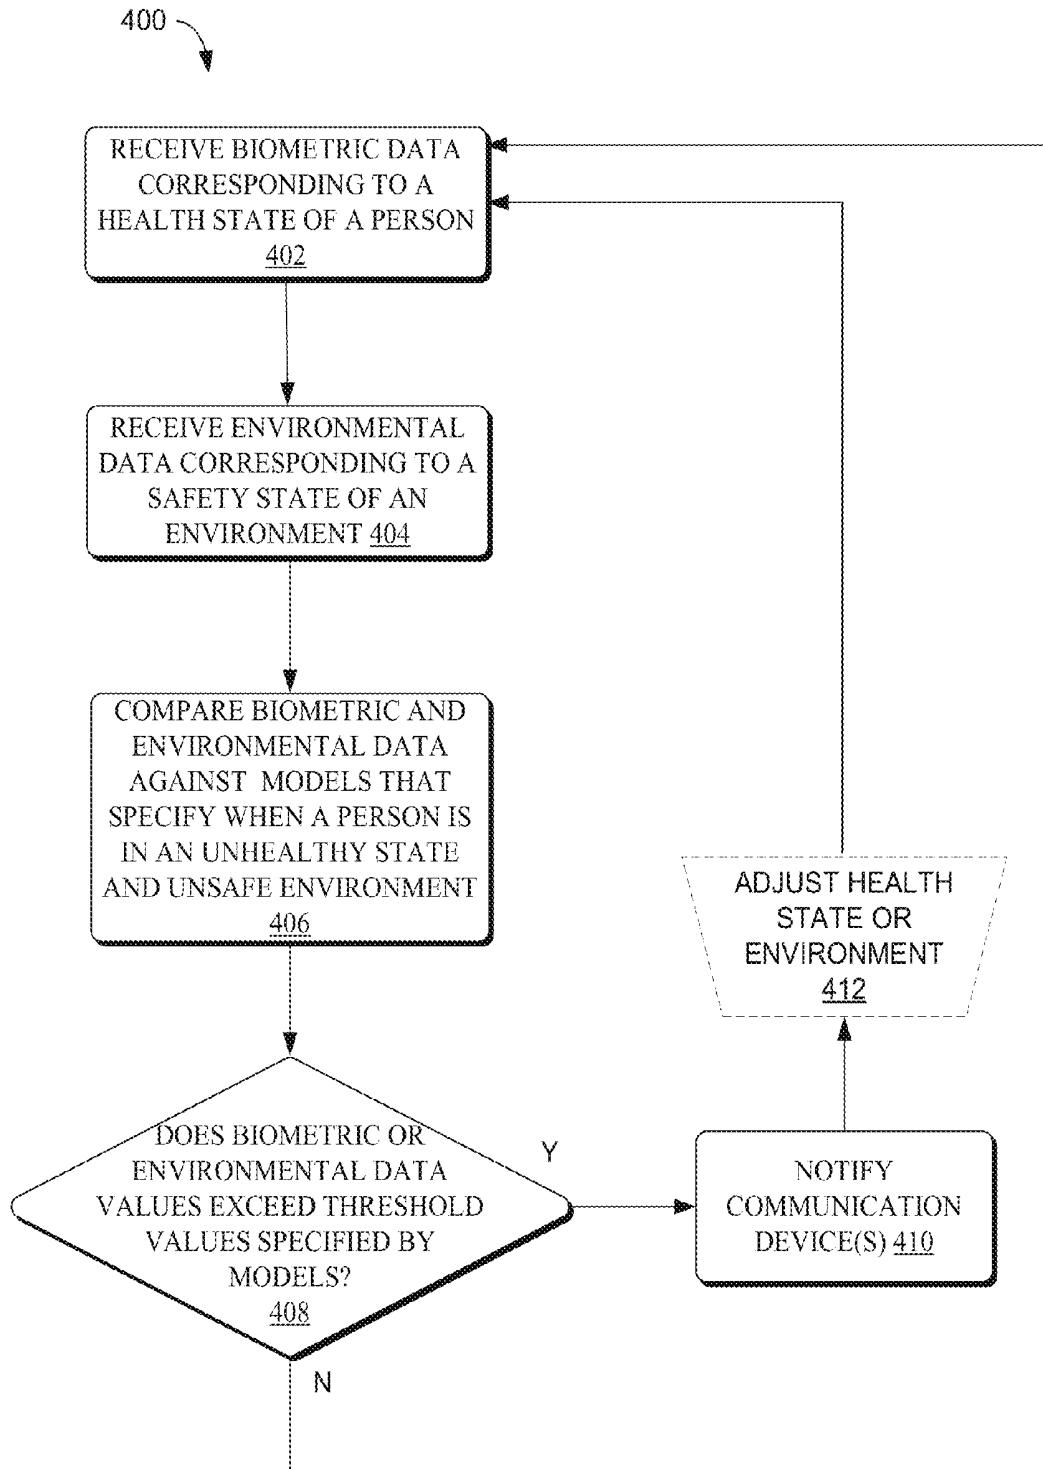 400
RECEIVE BIOMETRIC DATA
CORRESPONDING TO A
HEALTH STATE OF A PERSON
402
RECEIVE ENVIRONMENTAL
DATA CORRESPONDING TO A
SAFETY STATE OF AN
ENVIRONMENT 404
COMPARE BIOMETRIC AND
ENVIRONMENTAL DATA
AGAINST MODELS THAT
SPECIFY WHEN A PERSON IS
IN AN UNHEALTHY STATE
AND UNSAFE ENVIRONMENT
406
ADJUST HEALTH
STATE OR
ENVIRONMENT
412
DOES BIOMETRIC OR
ENVIRONMENTAL DATA
VALUES EXCEED THRESHOLD
VALUES SPECIFIED BY
MODELS?
408
Y
NOTIFY
COMMUNICATION
DEVICE(S) 410
N